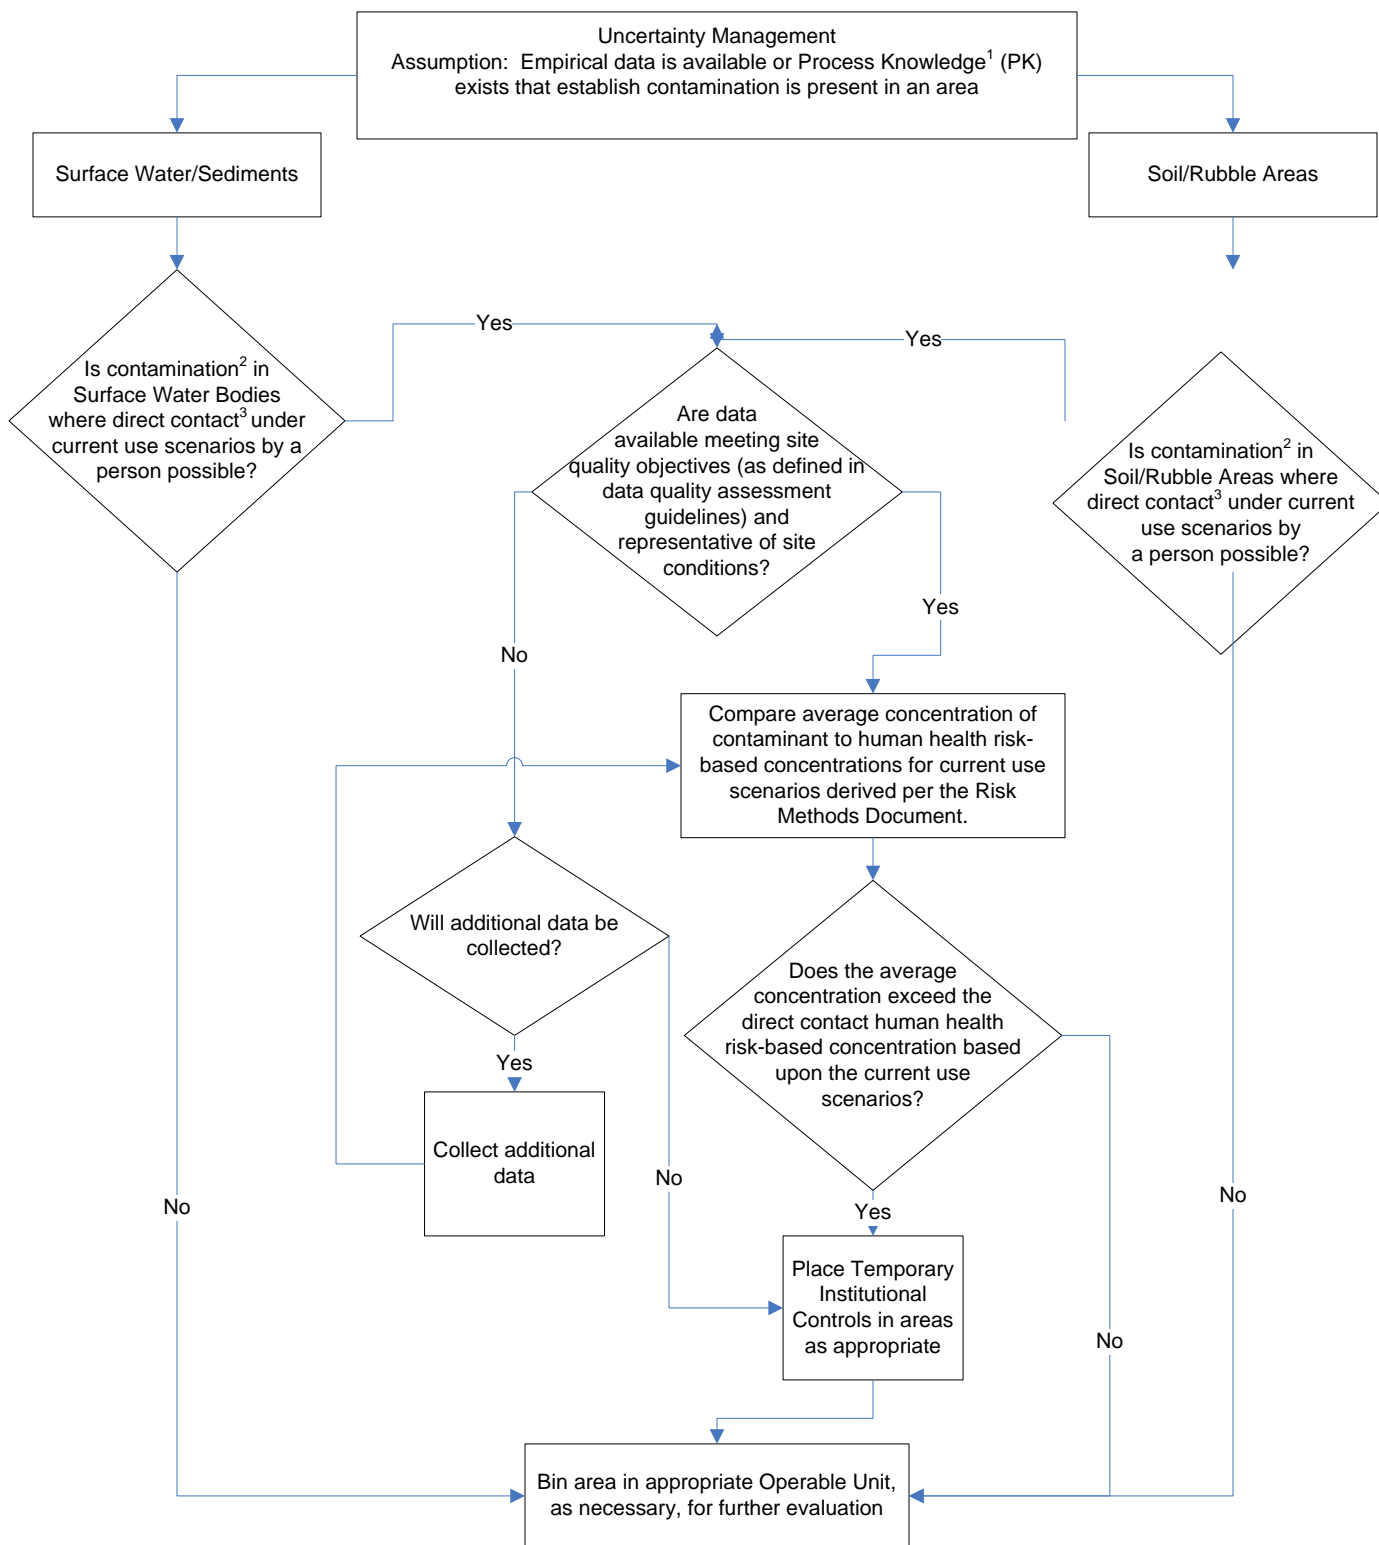 Uncertainty Management
Assumption:  Empirical data is available or Process Knowledge¹ (PK)
exists that establish contamination is present in an area
Surface Water/Sediments
Soil/Rubble Areas
Yes
Yes
Is contamination² in
Surface Water Bodies
where direct contact³ under
current use scenarios by a
person possible?
Are data
available meeting site
quality objectives (as defined in
data quality assessment
guidelines) and
representative of site
conditions?
Is contamination² in
Soil/Rubble Areas where
direct contact³ under current
use scenarios by
a person possible?
Yes
No
Compare average concentration of
contaminant to human health risk-
based concentrations for current use
scenarios derived per the Risk
Methods Document.
Will additional data be
collected?
Does the average
concentration exceed the
direct contact human health
risk-based concentration based
upon the current use
scenarios?
Yes
Collect additional
data
No
No
No
Yes
Place Temporary
Institutional
Controls in areas
as appropriate
No
Bin area in appropriate Operable Unit,
as necessary, for further evaluation